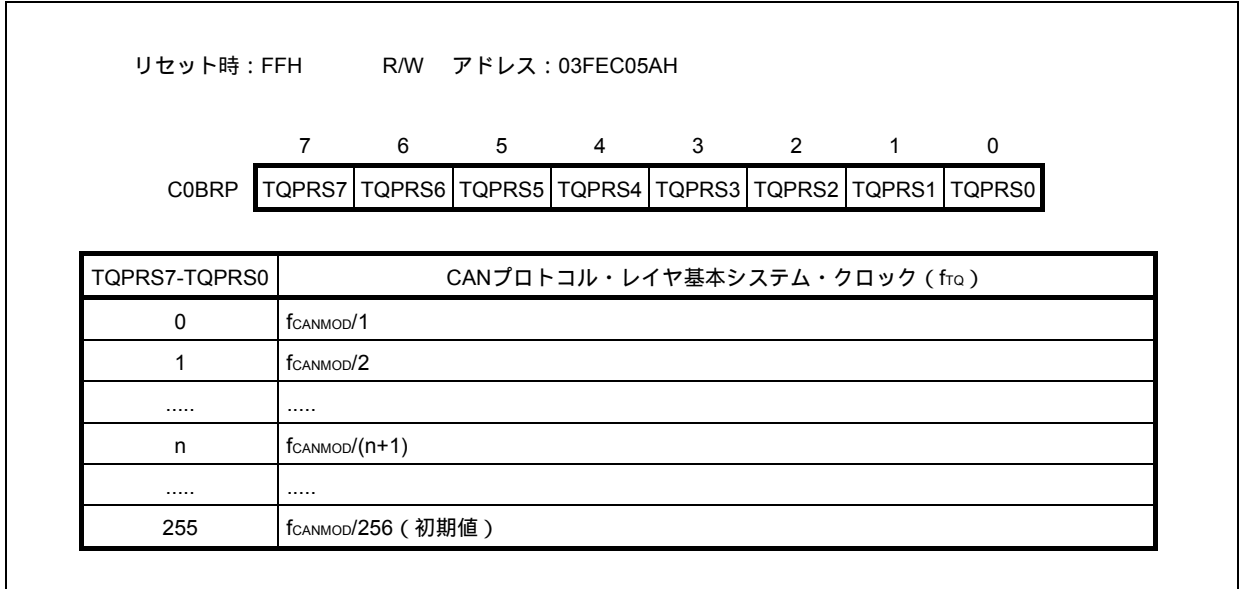 リセット時：FFH R/W アドレス：03FEC05AH
7 6 5 4 3 2 1 0
C0BRP TQPRS7 TQPRS6 TQPRS5 TQPRS4 TQPRS3 TQPRS2 TQPRS1 TQPRS0
TQPRS7-TQPRS0 CANプロトコル・レイヤ基本システム・クロック（fTQ）
0 fCANMOD/1
1 fCANMOD/2
..... .....
n fCANMOD/(n+1)
..... .....
255 fCANMOD/256（初期値）